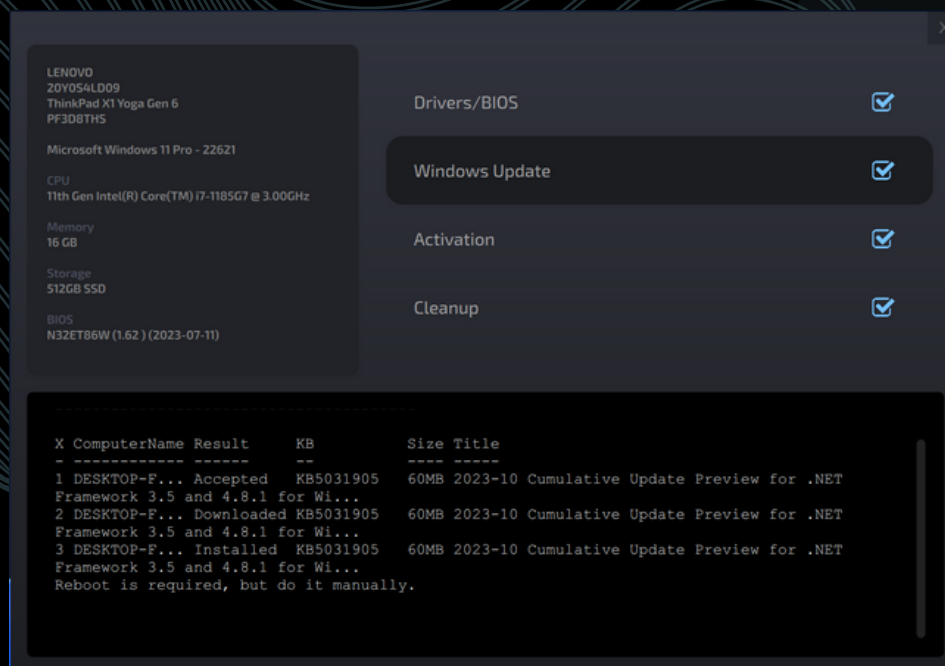 LENOVO
20Y0S4LD09
ThinkPad X1 Yoga Gen 6
PF3D8THS
Microsoft Windows 11 Pro - 22621
CPU
11th Gen Intel(R) Core(TM) i7-1185G7 @ 3.00GHz
Memory
16 GB
Storage
512GB SSD
BIOS
N32ET86W (1.62 ) (2023-07-11)
Drivers/BIOS
Windows Update
Activation
Cleanup
X ComputerName Result KB Size Title
- ------------ ------ -- ---- -----
1 DESKTOP-F... Accepted KB5031905 60MB 2023-10 Cumulative Update Preview for .NET
Framework 3.5 and 4.8.1 for Wi...
2 DESKTOP-F... Downloaded KB5031905 60MB 2023-10 Cumulative Update Preview for .NET
Framework 3.5 and 4.8.1 for Wi...
3 DESKTOP-F... Installed KB5031905 60MB 2023-10 Cumulative Update Preview for .NET
Framework 3.5 and 4.8.1 for Wi...
Reboot is required, but do it manually.